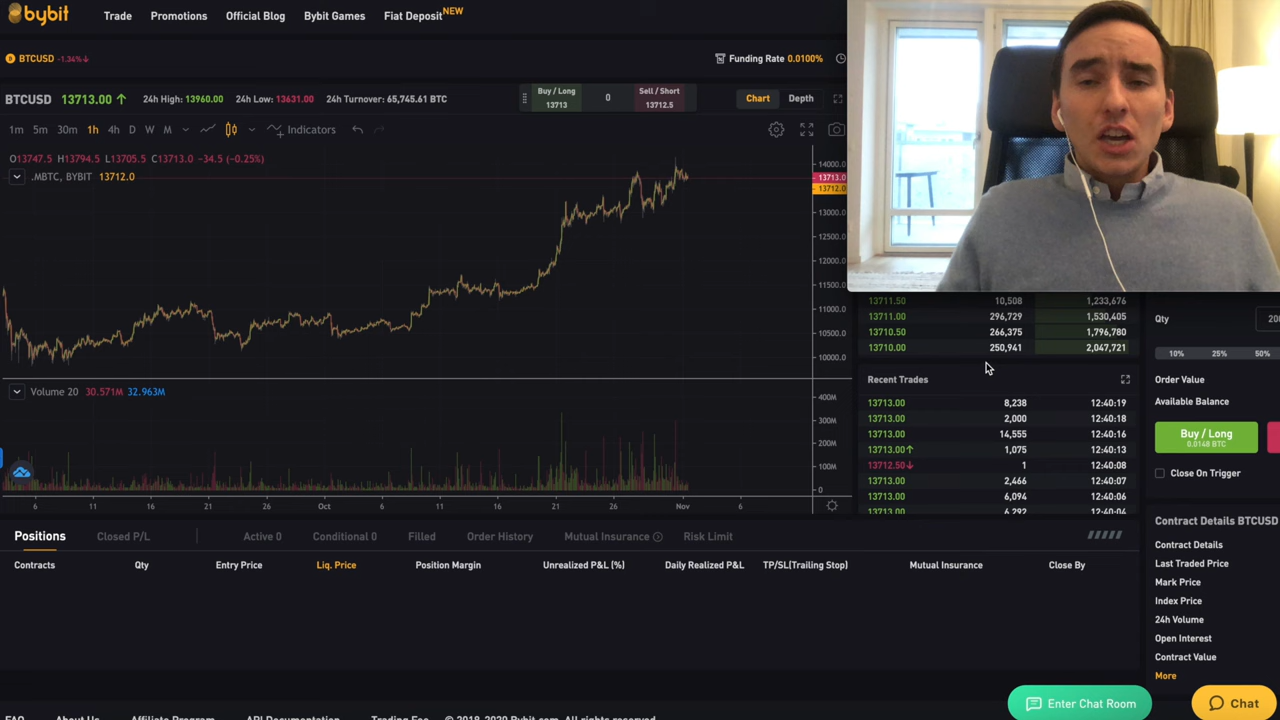 bybit Trade Promotions Official Blog Bybit Games Fiat Deposit NEW
BTCUSD -1.34%↓ Funding Rate 0.0100%
BTCUSD 13713.00 ↑ 24h High: 13960.00 24h Low: 13631.00 24h Turnover: 65,745.61 BTC
Buy / Long 0 Sell / Short
13713 13712.5
Chart Depth
1m 5m 30m 1h 4h D W M Indicators
O13747.5 H13794.5 L13705.5 C13713.0 -34.5 (-0.25%)
.MBTC, BYBIT 13712.0
14000.0
13713.0
13712.0
13000.0
12500.0
12000.0
11500.0
11000.0
10500.0
10000.0
Volume 20 30.571M 32.963M
400M
300M
200M
100M
0
6 11 16 21 26 Oct 6 11 16 21 26 Nov 6
13711.50 10,508 1,233,676
13711.00 296,729 1,530,405
13710.50 266,375 1,796,780
13710.00 250,941 2,047,721
Recent Trades
13713.00 8,238 12:40:19
13713.00 2,000 12:40:18
13713.00 14,555 12:40:16
13713.00↑ 1,075 12:40:13
13712.50↓ 1 12:40:08
13713.00 2,466 12:40:07
13713.00 6,094 12:40:06
13713.00 6,292 12:40:04
Qty 200
10% 25% 50%
Order Value
Available Balance
Buy / Long
0.0148 BTC
Close On Trigger
Contract Details BTCUSD
Contract Details
Last Traded Price
Mark Price
Index Price
24h Volume
Open Interest
Contract Value
More
Positions Closed P/L Active 0 Conditional 0 Filled Order History Mutual Insurance Risk Limit
Contracts Qty Entry Price Liq. Price Position Margin Unrealized P&L (%) Daily Realized P&L TP/SL(Trailing Stop) Mutual Insurance Close By
Enter Chat Room Chat
FAQ About Us Affiliate Program API Documentation Trading Fee © 2018-2020 Bybit.com. All rights reserved.